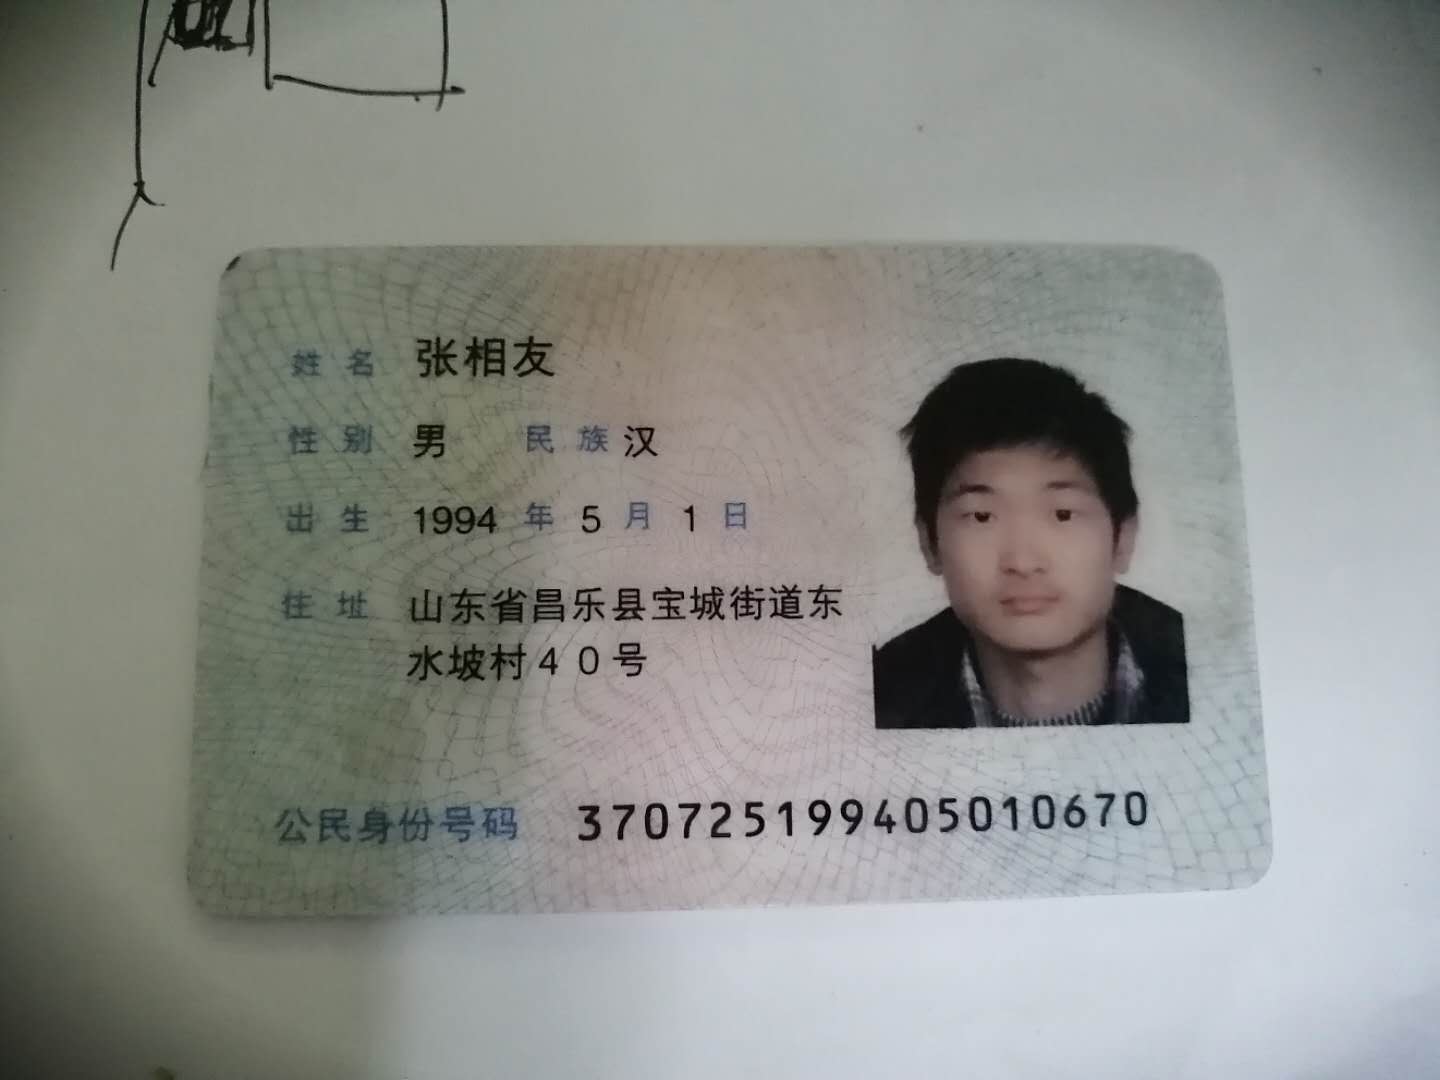 姓名 张相友
性别 男 民族 汉
出生 1994 年 5 月 1 日
住址 山东省昌乐县宝城街道东
水坡村40号
公民身份号码 370725199405010670